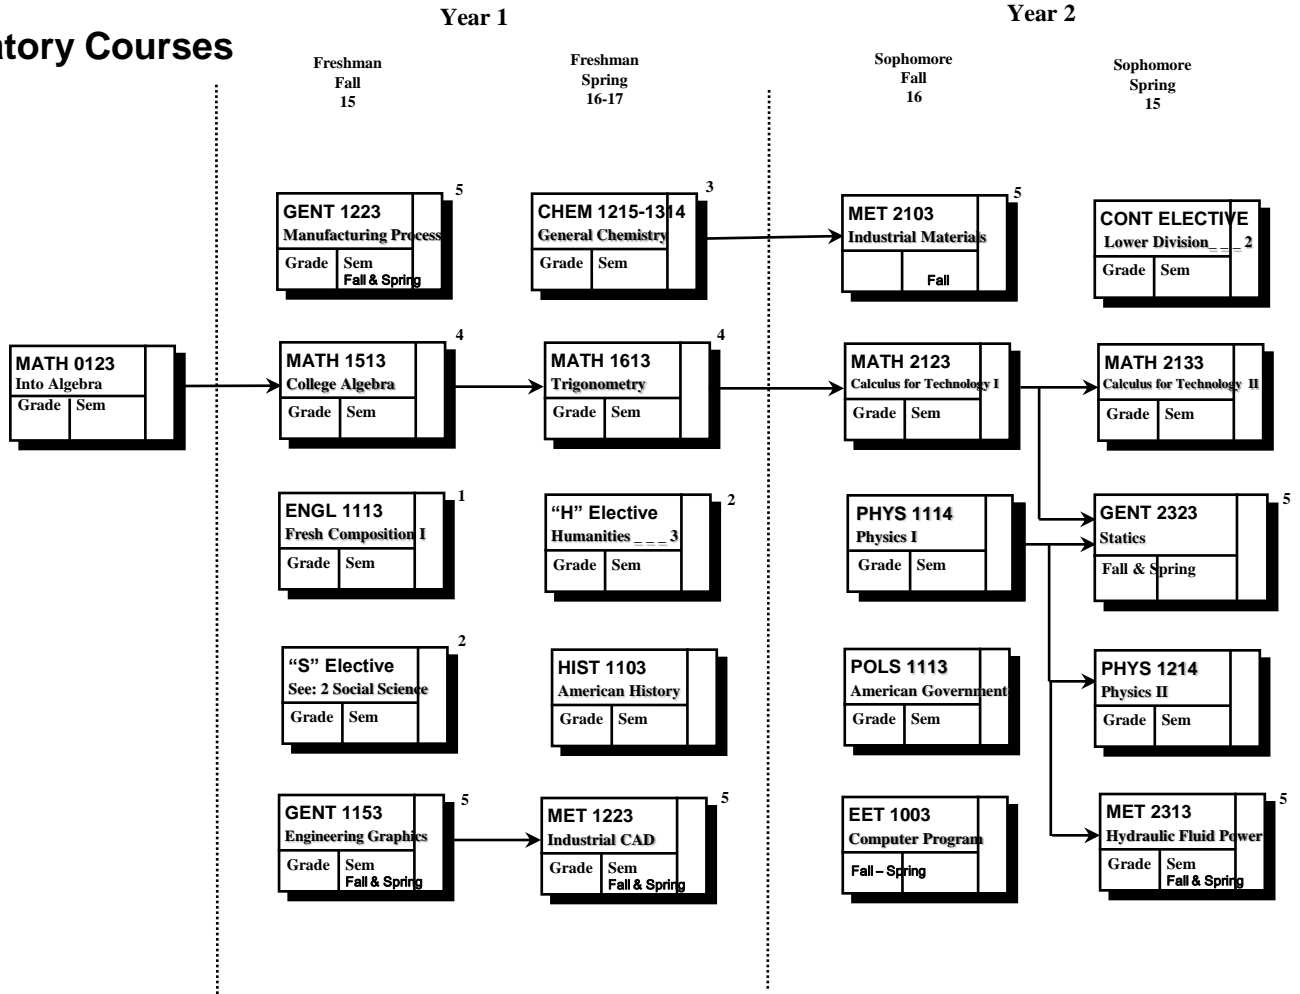 Year 1
Year 2
atory Courses
Freshman
Fall
15
Freshman
Spring
16-17
Sophomore
Fall
16
Sophomore
Spring
15
5
GENT 1223
Manufacturing Process
Grade Sem
Fall & Spring
3
CHEM 1215-1314
General Chemistry
Grade Sem
5
MET 2103
Industrial Materials
Fall
CONT ELECTIVE
Lower Division_ _ _ 2
Grade Sem
MATH 0123
Into Algebra
Grade Sem
4
MATH 1513
College Algebra
Grade Sem
4
MATH 1613
Trigonometry
Grade Sem
MATH 2123
Calculus for Technology I
Grade Sem
MATH 2133
Calculus for Technology II
Grade Sem
1
ENGL 1113
Fresh Composition I
Grade Sem
2
“H” Elective
Humanities _ _ _ 3
Grade Sem
PHYS 1114
Physics I
Grade Sem
5
GENT 2323
Statics
Fall & Spring
2
“S” Elective
See: 2 Social Science
Grade Sem
HIST 1103
American History
Grade Sem
POLS 1113
American Government
Grade Sem
PHYS 1214
Physics II
Grade Sem
5
GENT 1153
Engineering Graphics
Grade Sem
Fall & Spring
5
MET 1223
Industrial CAD
Grade Sem
Fall & Spring
EET 1003
Computer Program
Fall – Spring
5
MET 2313
Hydraulic Fluid Power
Grade Sem
Fall & Spring